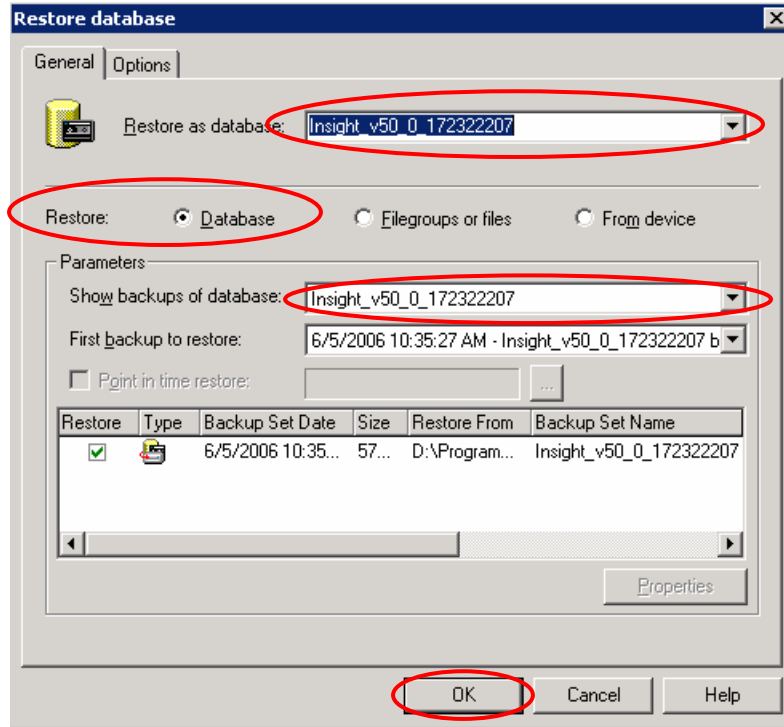 Restore database
General
Options
Restore as database: Insight_v50_0_172322207
Restore: Database Filegroups or files From device
Parameters
Show backups of database: Insight_v50_0_172322207
First backup to restore: 6/5/2006 10:35:27 AM - Insight_v50_0_172322207 b
Point in time restore: ...
Restore Type Backup Set Date Size Restore From Backup Set Name
6/5/2006 10:35... 57... D:\Program... Insight_v50_0_172322207
Properties
OK Cancel Help